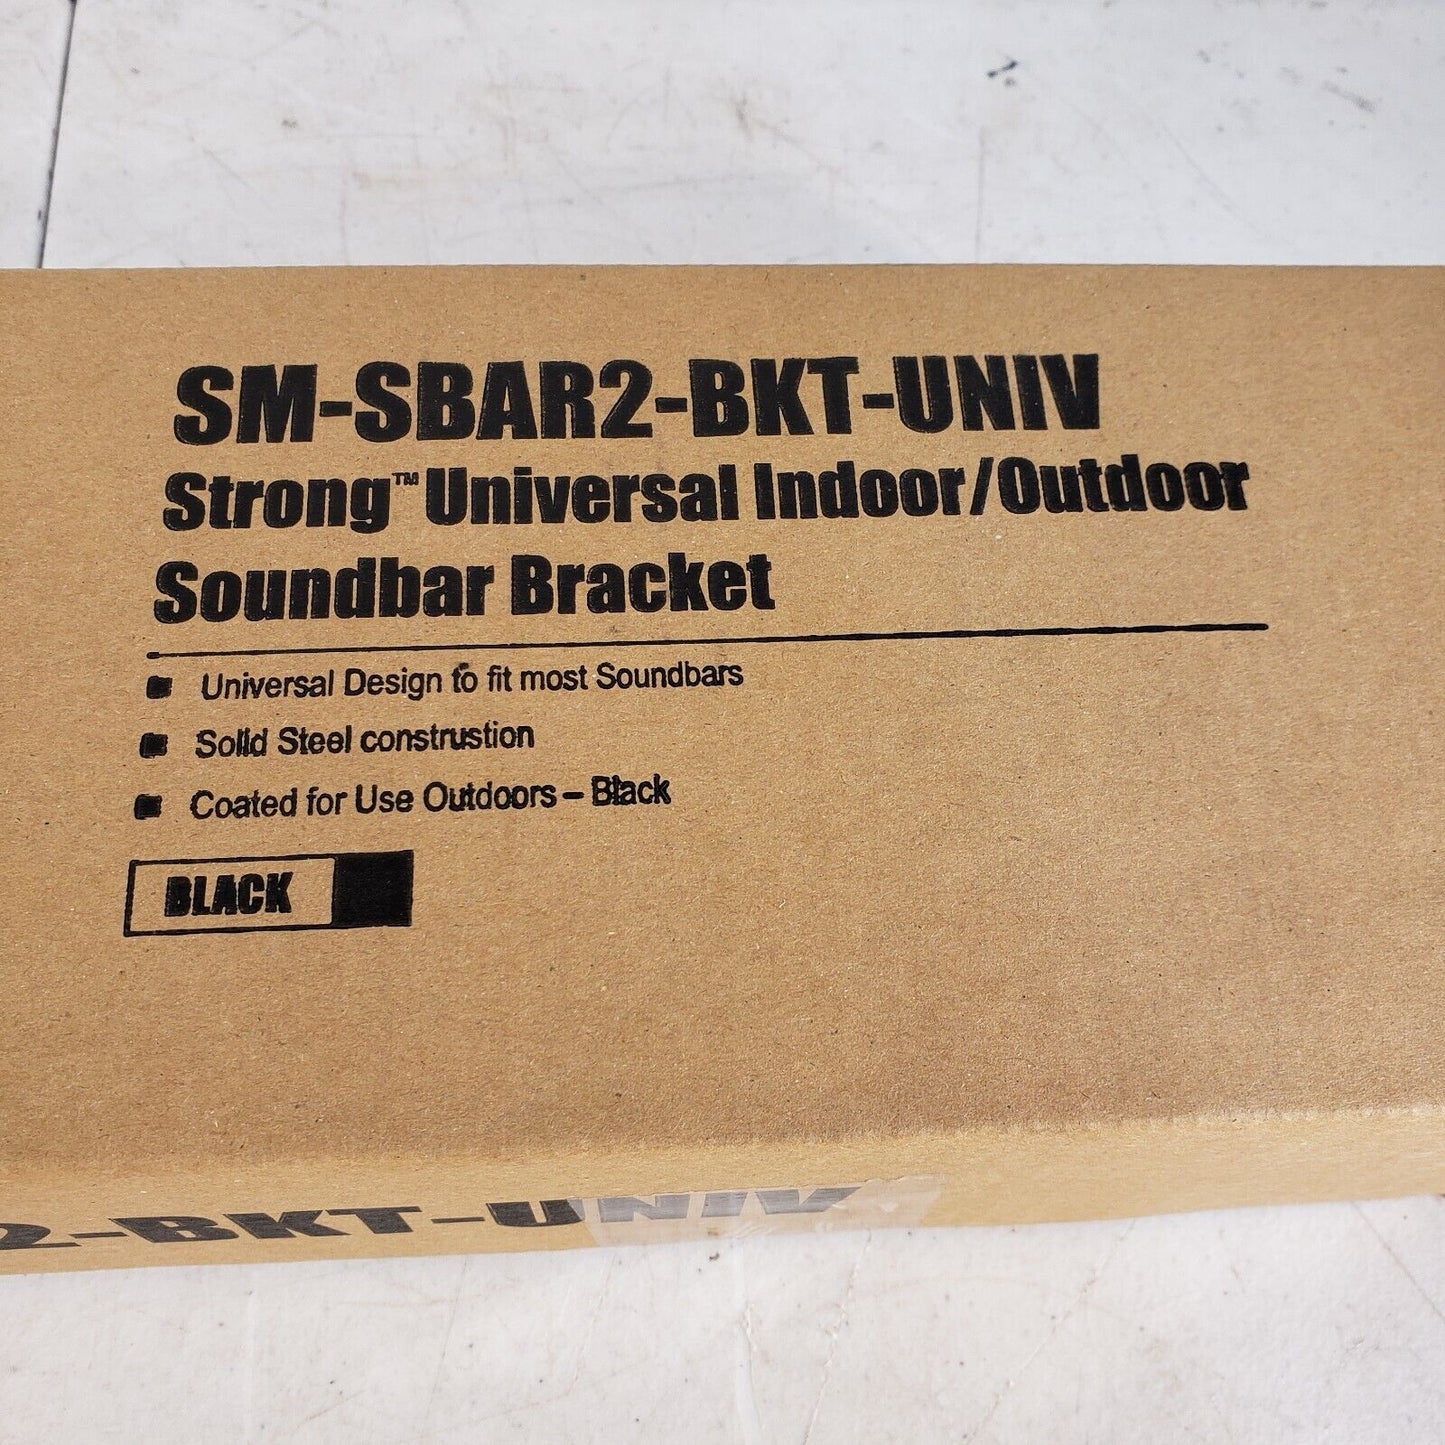 SM-SBAR2-BKT-UNIV
Strong™ Universal Indoor/Outdoor
Soundbar Bracket
■ Universal Design to fit most Soundbars
■ Solid Steel construstion
■ Coated for Use Outdoors – Black
BLACK
2-BKT-UNIV